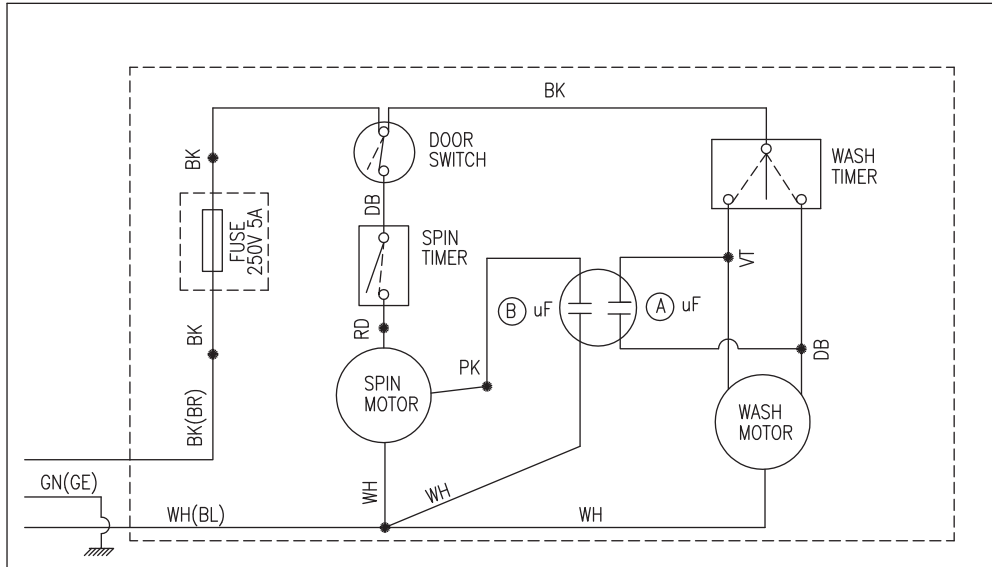 BK
BK
DOOR
SWITCH
WASH
TIMER
DB
FUSE
250V 5A
SPIN
TIMER
VT
B uF
A uF
BK
RD
DB
PK
SPIN
MOTOR
WASH
MOTOR
BK(BR)
GN(GE)
WH
WH
WH(BL)
WH